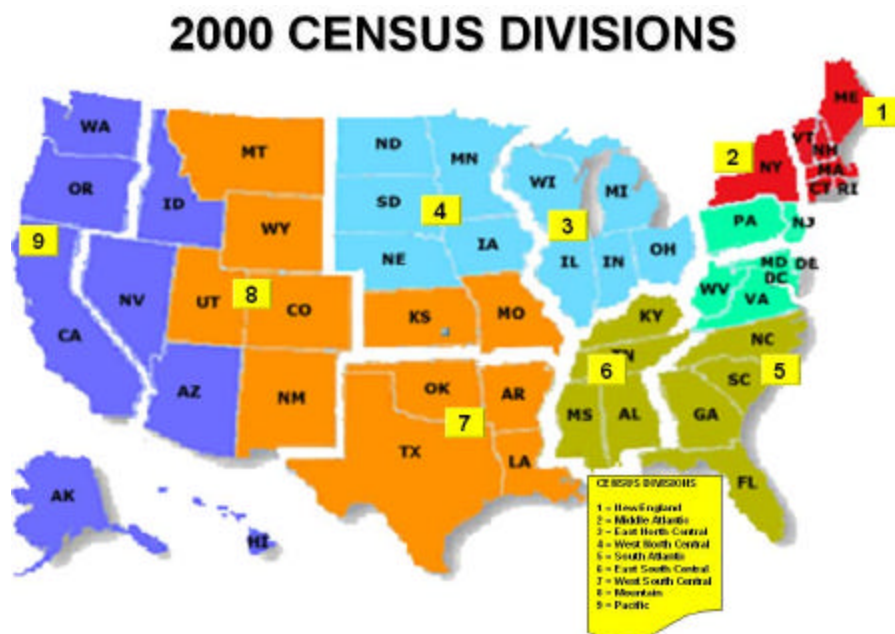 2000 CENSUS DIVISIONS
ME
1
WA
MT
ND
MN
VT
NH
2
NY
MA
OR
ID
WI
MI
CT RI
SD
4
3
PA
NJ
9
WY
IA
NE
OH
MD
DE
IL
IN
DC
WV
8
NV
UT
CO
VA
KS
MO
KY
CA
NC
TN
6
5
SC
AZ
NM
OK
AR
MS
AL
GA
7
TX
LA
FL
AK
HI
CENSUS DIVISIONS
1 = New England
2 = Middle Atlantic
3 = East North Central
4 = West North Central
5 = South Atlantic
6 = East South Central
7 = West South Central
8 = Mountain
9 = Pacific